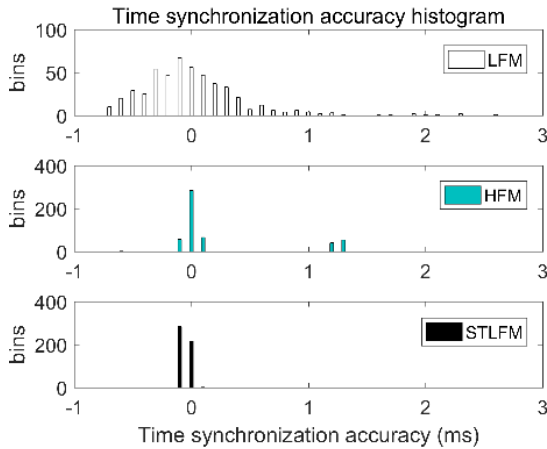 Time synchronization accuracy histogram
100
50
0
bins
LFM
-1 0 1 2 3
400
200
0
bins
HFM
-1 0 1 2 3
400
200
0
bins
STLFM
-1 0 1 2 3
Time synchronization accuracy (ms)